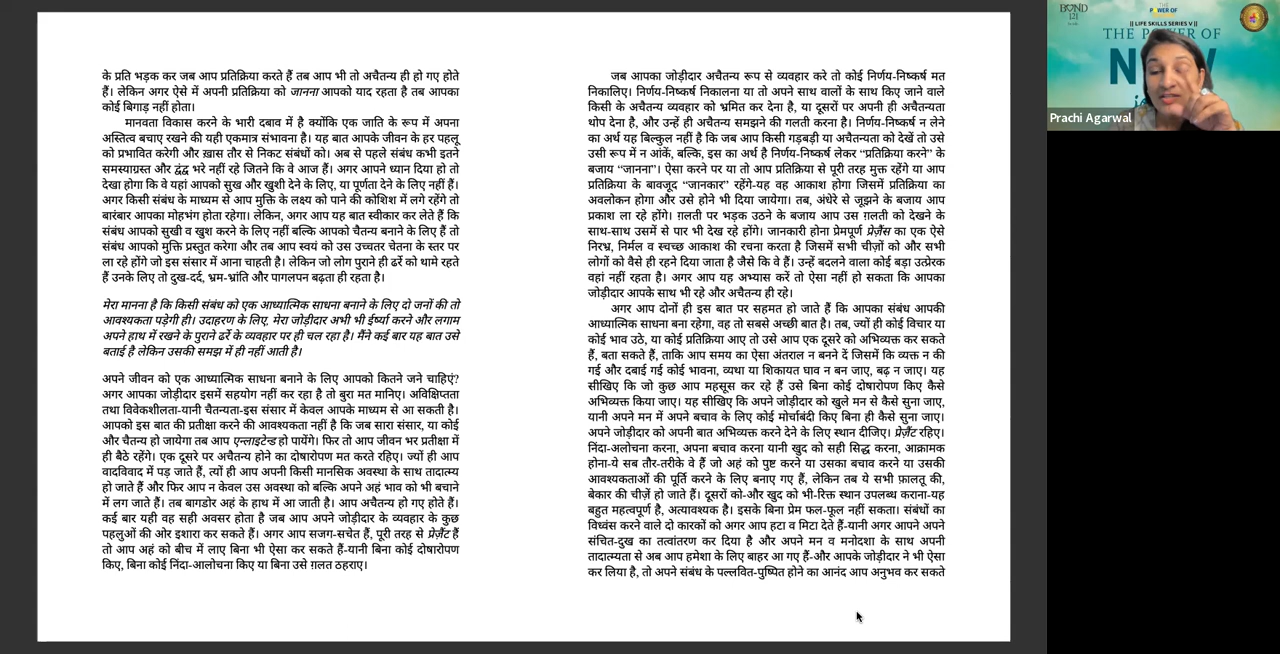 के प्रति भड़क कर जब आप प्रतिक्रिया करते हैं तब आप भी तो अचैतन्य ही हो गए होते
हैं। लेकिन अगर ऐसे में अपनी प्रतिक्रिया को जानना आपको याद रहता है तब आपका
कोई बिगाड़ नहीं होता।
मानवता विकास करने के भारी दबाव में है क्योंकि एक जाति के रूप में अपना
अस्तित्व बचाए रखने की यही एकमात्र संभावना है। यह बात आपके जीवन के हर पहलू
को प्रभावित करेगी और ख़ास तौर से निकट संबंधों को। अब से पहले संबंध कभी इतने
समस्याग्रस्त और द्वंद्व भरे नहीं रहे जितनि कि वे आज हैं। अगर आपने ध्यान दिया हो तो
देखा होगा कि वे यहां आपको सुख और खुशी देने के लिए, या पूर्णता देने के लिए नहीं हैं।
अगर किसी संबंध के माध्यम से आप मुक्ति के लक्ष्य को पाने की कोशिश में लगे रहेंगे तो
बारंबार आपका मोहभंग होता रहेगा। लेकिन, अगर आप यह बात स्वीकार कर लेते हैं कि
संबंध आपको सुखी व खुश करने के लिए नहीं बल्कि आपको चैतन्य बनाने के लिए हैं तो
संबंध आपको मुक्ति प्रस्तुत करेगा और तब आप स्वयं को उस उच्चतर चेतना के स्तर पर
ला रहे होंगे जो इस संसार में आना चाहती है। लेकिन जो लोग पुराने ही ढर्रे को थामे रहते
हैं उनके लिए तो दुख-दर्द, भ्रम-भ्रांति और पागलपन बढ़ता ही रहता है।
मेरा मानना है कि किसी संबंध को एक आध्यात्मिक साधना बनाने के लिए दो जनों की तो
आवश्यकता पड़ेगी ही। उदाहरण के लिए, मेरा जोड़ीदार अभी भी ईर्ष्या करने और लगाम
अपने हाथ में रखने के पुराने ढर्रे के व्यवहार पर ही चल रहा है। मैंने कई बार यह बात उसे
बताई है लेकिन उसकी समझ में ही नहीं आती है।
अपने जीवन को एक आध्यात्मिक साधना बनाने के लिए आपको कितने जने चाहिएं?
अगर आपका जोड़ीदार इसमें सहयोग नहीं कर रहा है तो बुरा मत मानिए। अविक्षिप्तता
तथा विवेकशीलता-यानी चैतन्यता-इस संसार में केवल आपके माध्यम से आ सकती है।
आपको इस बात की प्रतीक्षा करने की आवश्यकता नहीं है कि जब सारा संसार, या कोई
और चैतन्य हो जायेगा तब आप एन्लाइटेन्ड हो पायेंगे। फिर तो आप जीवन भर प्रतीक्षा में
ही बैठे रहेंगे। एक दूसरे पर अचैतन्य होने का दोषारोपण मत करते रहिए। ज्यों ही आप
वादविवाद में पड़ जाते हैं, त्यों ही आप अपनी किसी मानसिक अवस्था के साथ तादात्म्य
हो जाते हैं और फिर आप न केवल उस अवस्था को बल्कि अपने अहं भाव को भी बचाने
में लग जाते हैं। तब बागडोर अहं के हाथ में आ जाती है। आप अचैतन्य हो गए होते हैं।
कई बार यही वह सही अवसर होता है जब आप अपने जोड़ीदार के व्यवहार के कुछ
पहलुओं की ओर इशारा कर सकते हैं। अगर आप सजग-सचेत हैं, पूरी तरह से प्रेज़ैंट हैं
तो आप अहं को बीच में लाए बिना भी ऐसा कर सकते हैं-यानी बिना कोई दोषारोपण
किए, बिना कोई निंदा-आलोचना किए या बिना उसे ग़लत ठहराए।
जब आपका जोड़ीदार अचैतन्य रूप से व्यवहार करे तो कोई निर्णय-निष्कर्ष मत
निकालिए। निर्णय-निष्कर्ष निकालना या तो अपने साथ वालों के साथ किए जाने वाले
किसी के अचैतन्य व्यवहार को भ्रमित कर देना है, या दूसरों पर अपनी ही अचैतन्यता
थोप देना है, और उन्हें ही अचैतन्य समझने की गलती करना है। निर्णय-निष्कर्ष न लेने
का अर्थ यह बिल्कुल नहीं है कि जब आप किसी गड़बड़ी या अचैतन्यता को देखें तो उसे
उसी रूप में न आंकें, बल्कि, इस का अर्थ है निर्णय-निष्कर्ष लेकर “प्रतिक्रिया करने” के
बजाय “जानना”। ऐसा करने पर या तो आप प्रतिक्रिया से पूरी तरह मुक्त रहेंगे या आप
प्रतिक्रिया के बावजूद “जानकार” रहेंगे-यह वह आकाश होगा जिसमें प्रतिक्रिया का
अवलोकन होगा और उसे होने भी दिया जायेगा। तब, अंधेरे से जूझने के बजाय आप
प्रकाश ला रहे होंगे। ग़लती पर भड़क उठने के बजाय आप उस ग़लती को देखने के
साथ-साथ उसमें से पार भी देख रहे होंगे। जानकारी होना प्रेमपूर्ण प्रेज़ैंस का एक ऐसे
निरभ्र, निर्मल व स्वच्छ आकाश की रचना करता है जिसमें सभी चीज़ों को और सभी
लोगों को वैसे ही रहने दिया जाता है जैसे कि वे हैं। उन्हें बदलने वाला कोई बड़ा उत्प्रेरक
वहां नहीं रहता है। अगर आप यह अभ्यास करें तो ऐसा नहीं हो सकता कि आपका
जोड़ीदार आपके साथ भी रहे और अचैतन्य ही रहे।
अगर आप दोनों ही इस बात पर सहमत हो जाते हैं कि आपका संबंध आपकी
आध्यात्मिक साधना बना रहेगा, वह तो सबसे अच्छी बात है। तब, ज्यों ही कोई विचार या
कोई भाव उठे, या कोई प्रतिक्रिया आए तो उसे आप एक दूसरे को अभिव्यक्त कर सकते
हैं, बता सकते हैं, ताकि आप समय का ऐसा अंतराल न बनने दें जिसमें कि व्यक्त न की
गई और दबाई गई कोई भावना, व्यथा या शिकायत घाव न बन जाए, बढ़ न जाए। यह
सीखिए कि जो कुछ आप महसूस कर रहे हैं उसे बिना कोई दोषारोपण किए कैसे
अभिव्यक्त किया जाए। यह सीखिए कि अपने जोड़ीदार को खुले मन से कैसे सुना जाए,
यानी अपने मन में अपने बचाव के लिए कोई मोर्चाबंदी किए बिना ही कैसे सुना जाए।
अपने जोड़ीदार को अपनी बात अभिव्यक्त करने देने के लिए स्थान दीजिए। प्रेज़ैंट रहिए।
निंदा-अलोचना करना, अपना बचाव करना यानी खुद को सही सिद्ध करना, आक्रामक
होना-ये सब तौर-तरीके वे हैं जो अहं को पुष्ट करने या उसका बचाव करने या उसकी
आवश्यकताओं की पूर्ति करने के लिए बनाए गए हैं, लेकिन तब ये सभी फ़ालतू की,
बेकार की चीज़ें हो जाते हैं। दूसरों को-और खुद को भी-रिक्त स्थान उपलब्ध कराना-यह
बहुत महत्वपूर्ण है, अत्यावश्यक है। इसके बिना प्रेम फल-फूल नहीं सकता। संबंधों का
विध्वंस करने वाले दो कारकों को अगर आप हटा व मिटा देते हैं-यानी अगर आपने अपने
संचित-दुख का तत्वांतरण कर दिया है और अपने मन व मनोदशा के साथ अपनी
तादात्म्यता से अब आप हमेशा के लिए बाहर आ गए हैं-और आपके जोड़ीदार ने भी ऐसा
कर लिया है, तो अपने संबंध के पल्लवित-पुष्पित होने का आनंद आप अनुभव कर सकते
BOND
121
THE
POWER OF
|| LIFE SKILLS SERIES V ||
THE POWER OF
Prachi Agarwal